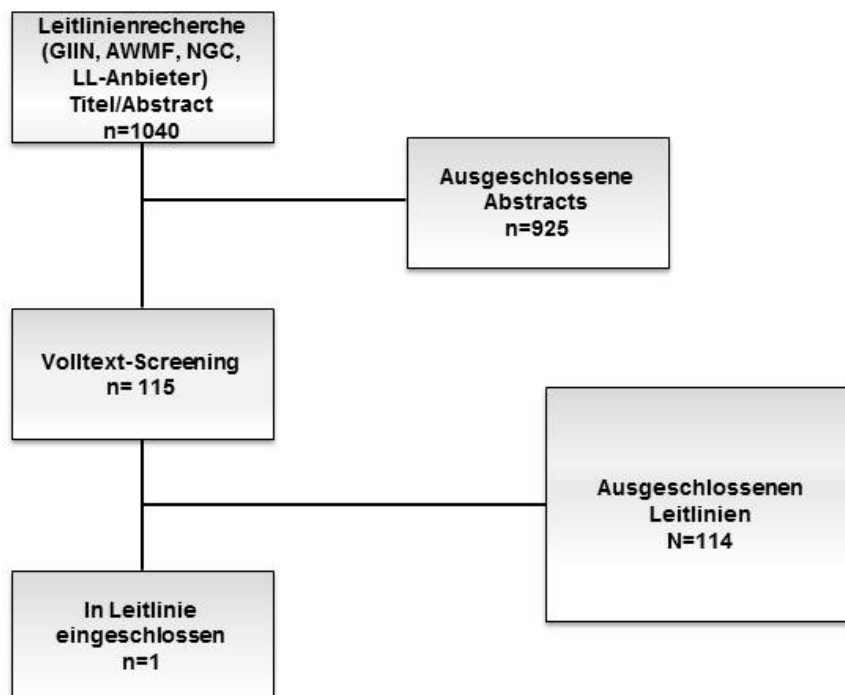 Leitlinienrecherche
(GIIN, AWMF, NGC,
LL-Anbieter)
Titel/Abstract
n=1040
Ausgeschlossene
Abstracts
n=925
Volltext-Screening
n= 115
Ausgeschlossenen
Leitlinien
N=114
In Leitlinie
eingeschlossen
n=1